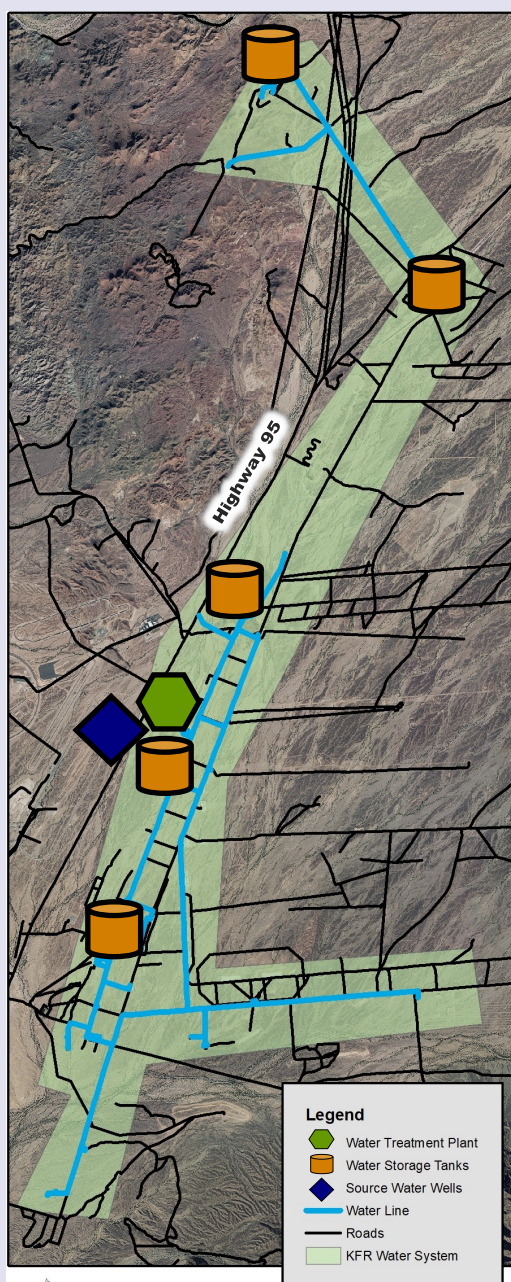 Highway 95
Legend
Water Treatment Plant
Water Storage Tanks
Source Water Wells
Water Line
Roads
KFR Water System